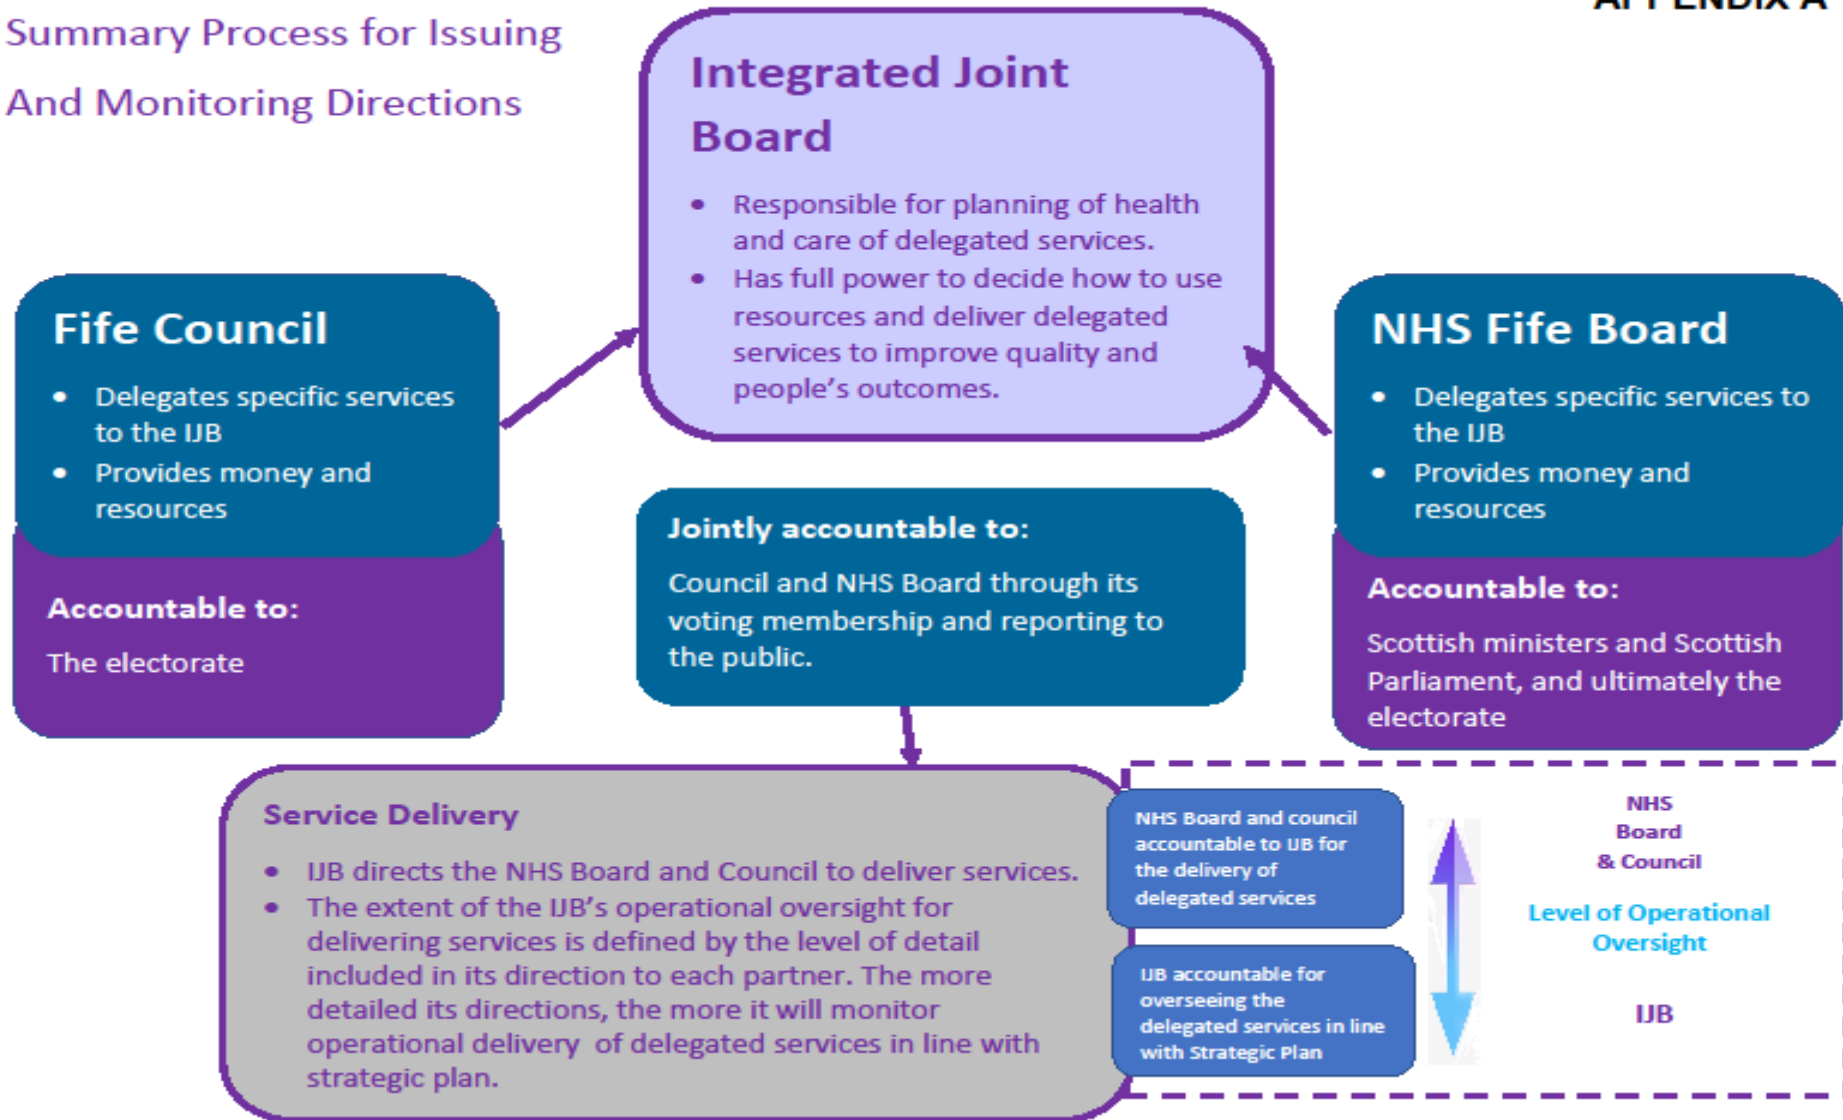 APPENDIX A
Summary Process for Issuing
And Monitoring Directions
Integrated Joint
Board
• Responsible for planning of health
and care of delegated services.
• Has full power to decide how to use
resources and deliver delegated
services to improve quality and
people's outcomes.
Fife Council
• Delegates specific services
to the IJB
• Provides money and
resources
Accountable to:
The electorate
NHS Fife Board
• Delegates specific services to
the IJB
• Provides money and
resources
Accountable to:
Scottish ministers and Scottish
Parliament, and ultimately the
electorate
Jointly accountable to:
Council and NHS Board through its
voting membership and reporting to
the public.
Service Delivery
• IJB directs the NHS Board and Council to deliver services.
• The extent of the IJB's operational oversight for
delivering services is defined by the level of detail
included in its direction to each partner. The more
detailed its directions, the more it will monitor
operational delivery of delegated services in line with
strategic plan.
NHS Board and council
accountable to IJB for
the delivery of
delegated services
IJB accountable for
overseeing the
delegated services in line
with Strategic Plan
NHS
Board
& Council
Level of Operational
Oversight
IJB